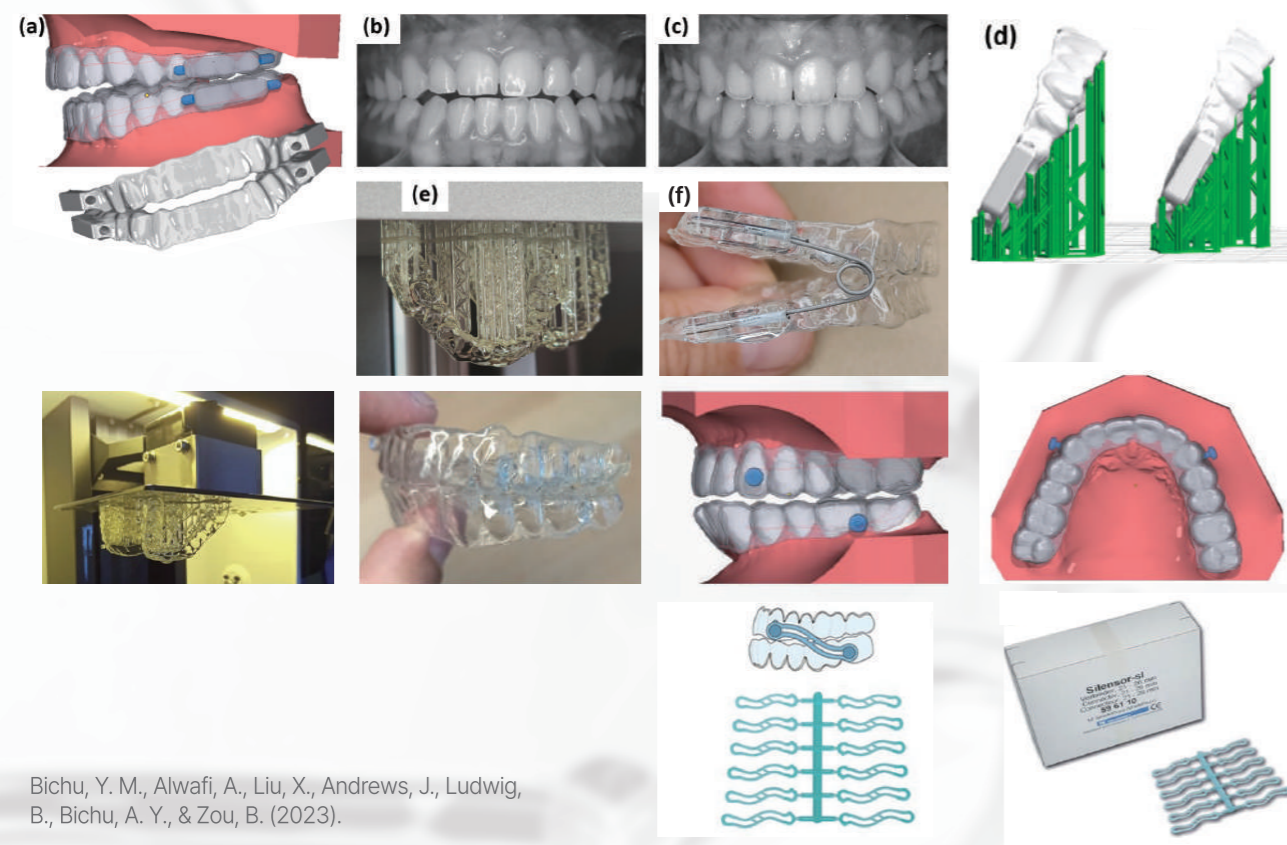 (a)
(b)
(c)
(d)
(e)
(f)
Silensor-sl
Bichu, Y. M., Alwafi, A., Liu, X., Andrews, J., Ludwig,
B., Bichu, A. Y., & Zou, B. (2023).